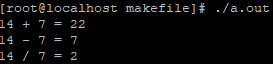 [root@localhost makefile]# ./a.out
14 + 7 = 22
14 - 7 = 7
14 / 7 = 2